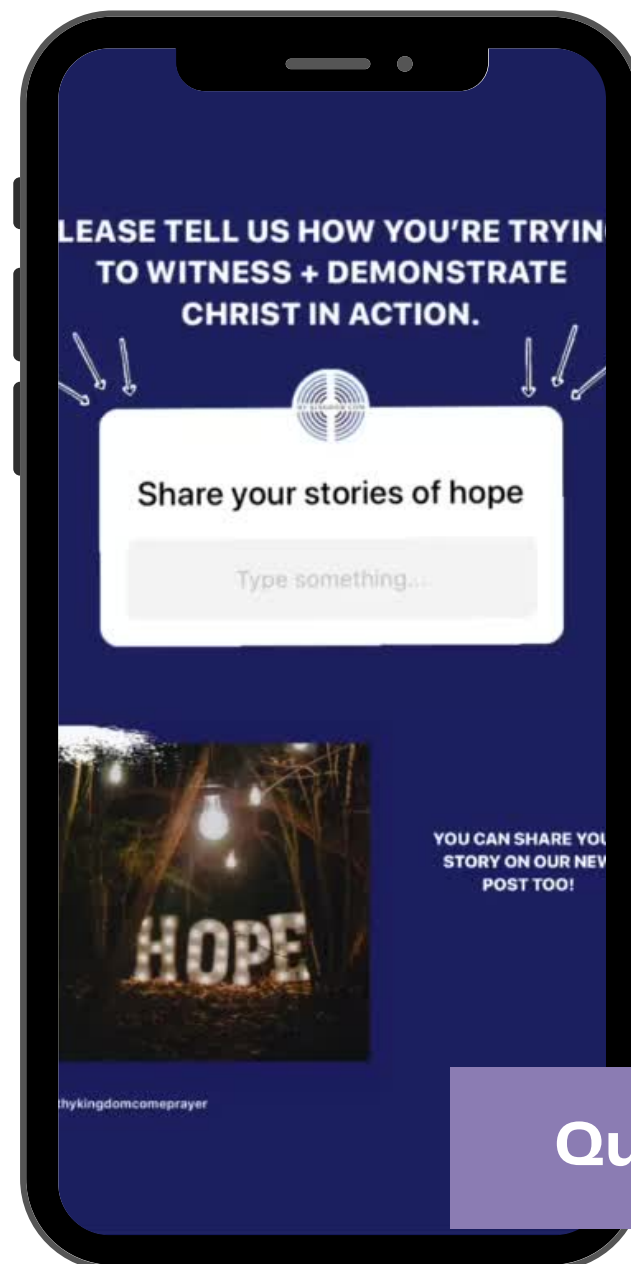 LEASE TELL US HOW YOU'RE TRYIN
TO WITNESS + DEMONSTRATE
CHRIST IN ACTION.
Share your stories of hope
Type something...
HOPE
YOU CAN SHARE YOU
STORY ON OUR NEW
POST TOO!
thykingdomcomeprayer
Qu